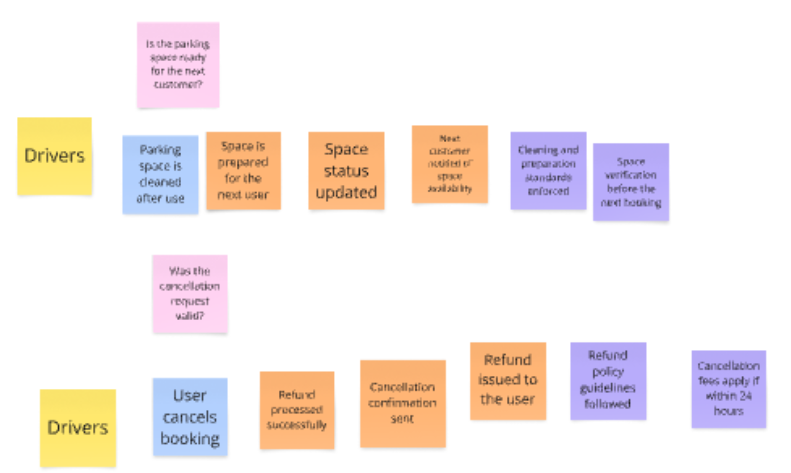 Is the parking
space ready
for the next
customer?
Drivers
Parking
space is
cleaned
after use
Space is
prepared
for the
next user
Space
status
updated
Next
customer
notified of
space
availability
Cleaning and
preparation
standards
enforced
Space
verification
before the
next booking
Was the
cancellation
request
valid?
Drivers
User
cancels
booking
Refund
processed
successfully
Cancellation
confirmation
sent
Refund
issued to
the user
Refund
policy
guidelines
followed
Cancellation
fees apply if
within 24
hours